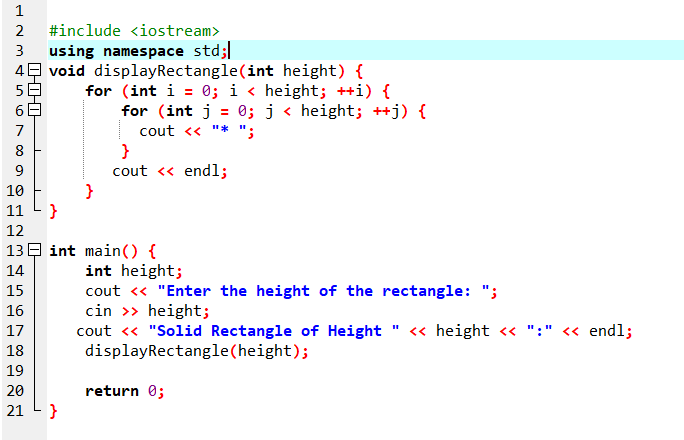 1
2 #include <iostream>
3 using namespace std;
4 void displayRectangle(int height) {
5     for (int i = 0; i < height; ++i) {
6         for (int j = 0; j < height; ++j) {
7           cout << "* ";
8         }
9        cout << endl;
10     }
11 }
12
13 int main() {
14     int height;
15     cout << "Enter the height of the rectangle: ";
16     cin >> height;
17    cout << "Solid Rectangle of Height " << height << ":" << endl;
18     displayRectangle(height);
19
20     return 0;
21 }